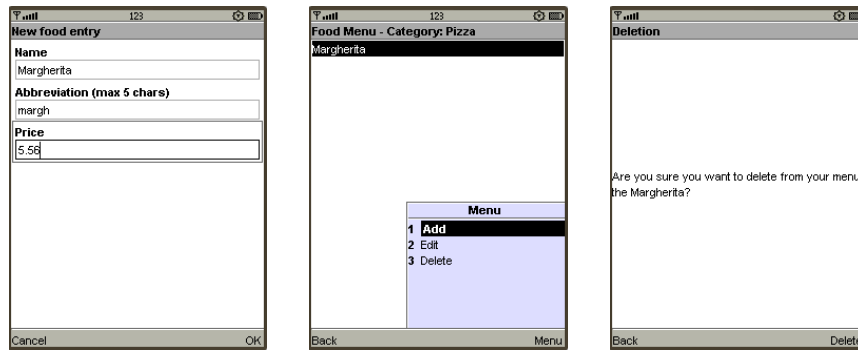 123
New food entry
Name
Margherita
Abbreviation (max 5 chars)
margh
Price
5.56
Cancel OK
123
Food Menu - Category: Pizza
Margherita
Menu
1 Add
2 Edit
3 Delete
Back Menu
Deletion
Are you sure you want to delete from your menu
the Margherita?
Back Delete